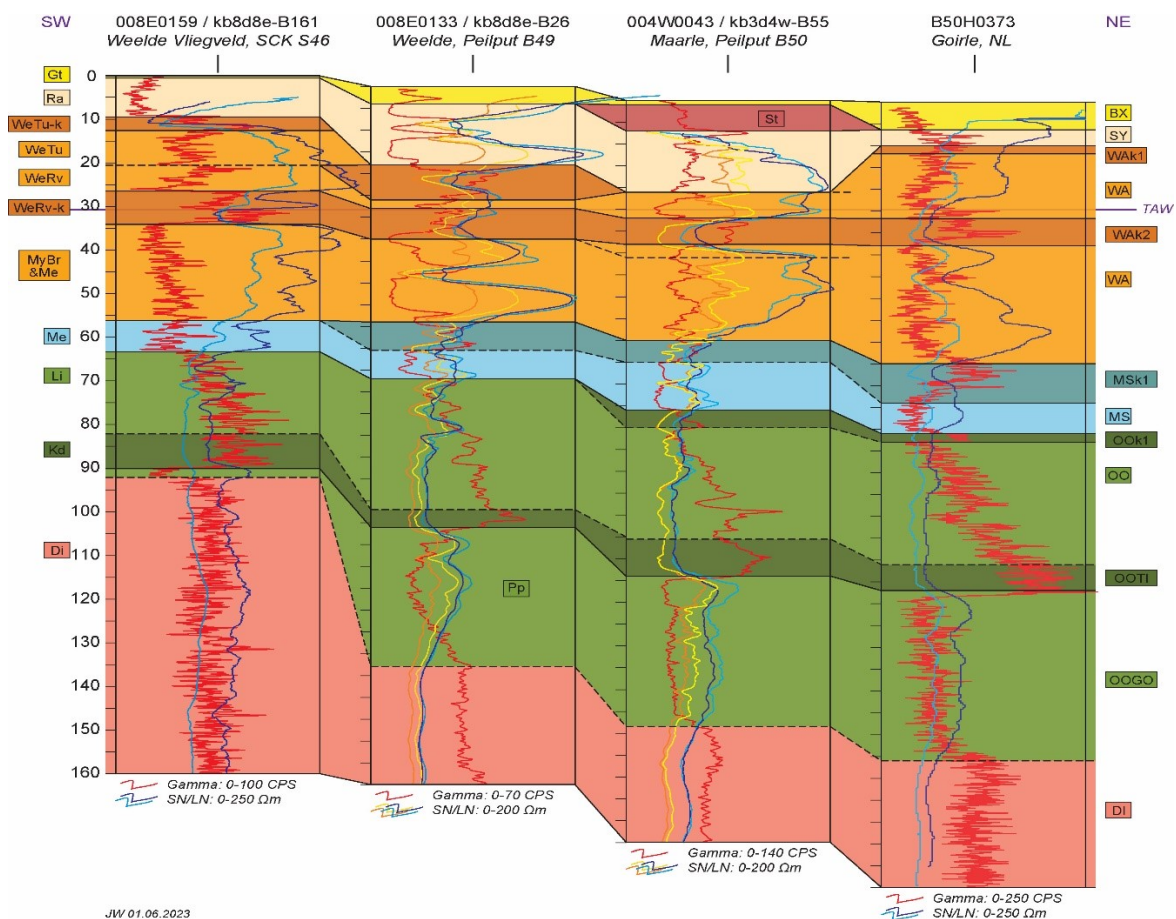 SW
008E0159 / kb8d8e-B161
Weelde Vliegveld, SCK S46
008E0133 / kb8d8e-B26
Weelde, Peilput B49
004W0043 / kb3d4w-B55
Maarle, Peilput B50
B50H0373
Goirle, NL
NE
0
10
20
30
40
50
60
70
80
90
100
110
120
130
140
150
160
Gt
Ra
WeTu-k
WeTu
WeRv
WeRv-k
MyBr
&Me
Me
Li
Kd
Di
St
Pp
BX
SY
WAk1
WA
TAW
WAk2
WA
MSk1
MS
OOk1
OO
OOTI
OOGO
DI
Gamma: 0-100 CPS
SN/LN: 0-250 Ωm
Gamma: 0-70 CPS
SN/LN: 0-200 Ωm
Gamma: 0-140 CPS
SN/LN: 0-200 Ωm
Gamma: 0-250 CPS
SN/LN: 0-250 Ωm
JW 01.06.2023